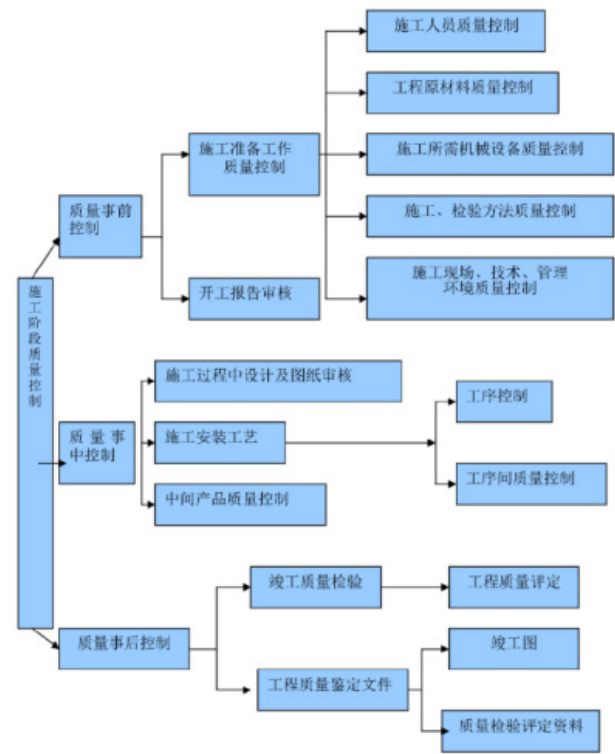 施工阶段质量控制
质量事前
控制
施工准备工作
质量控制
施工人员质量控制
工程原材料质量控制
施工所需机械设备质量控制
施工、检验方法质量控制
施工现场、技术、管理
环境质量控制
开工报告审核
质 量 事
中控制
施工过程中设计及图纸审核
施工安装工艺
工序控制
工序间质量控制
中间产品质量控制
质量事后控制
竣工质量检验
工程质量评定
工程质量鉴定文件
竣工图
质量检验评定资料